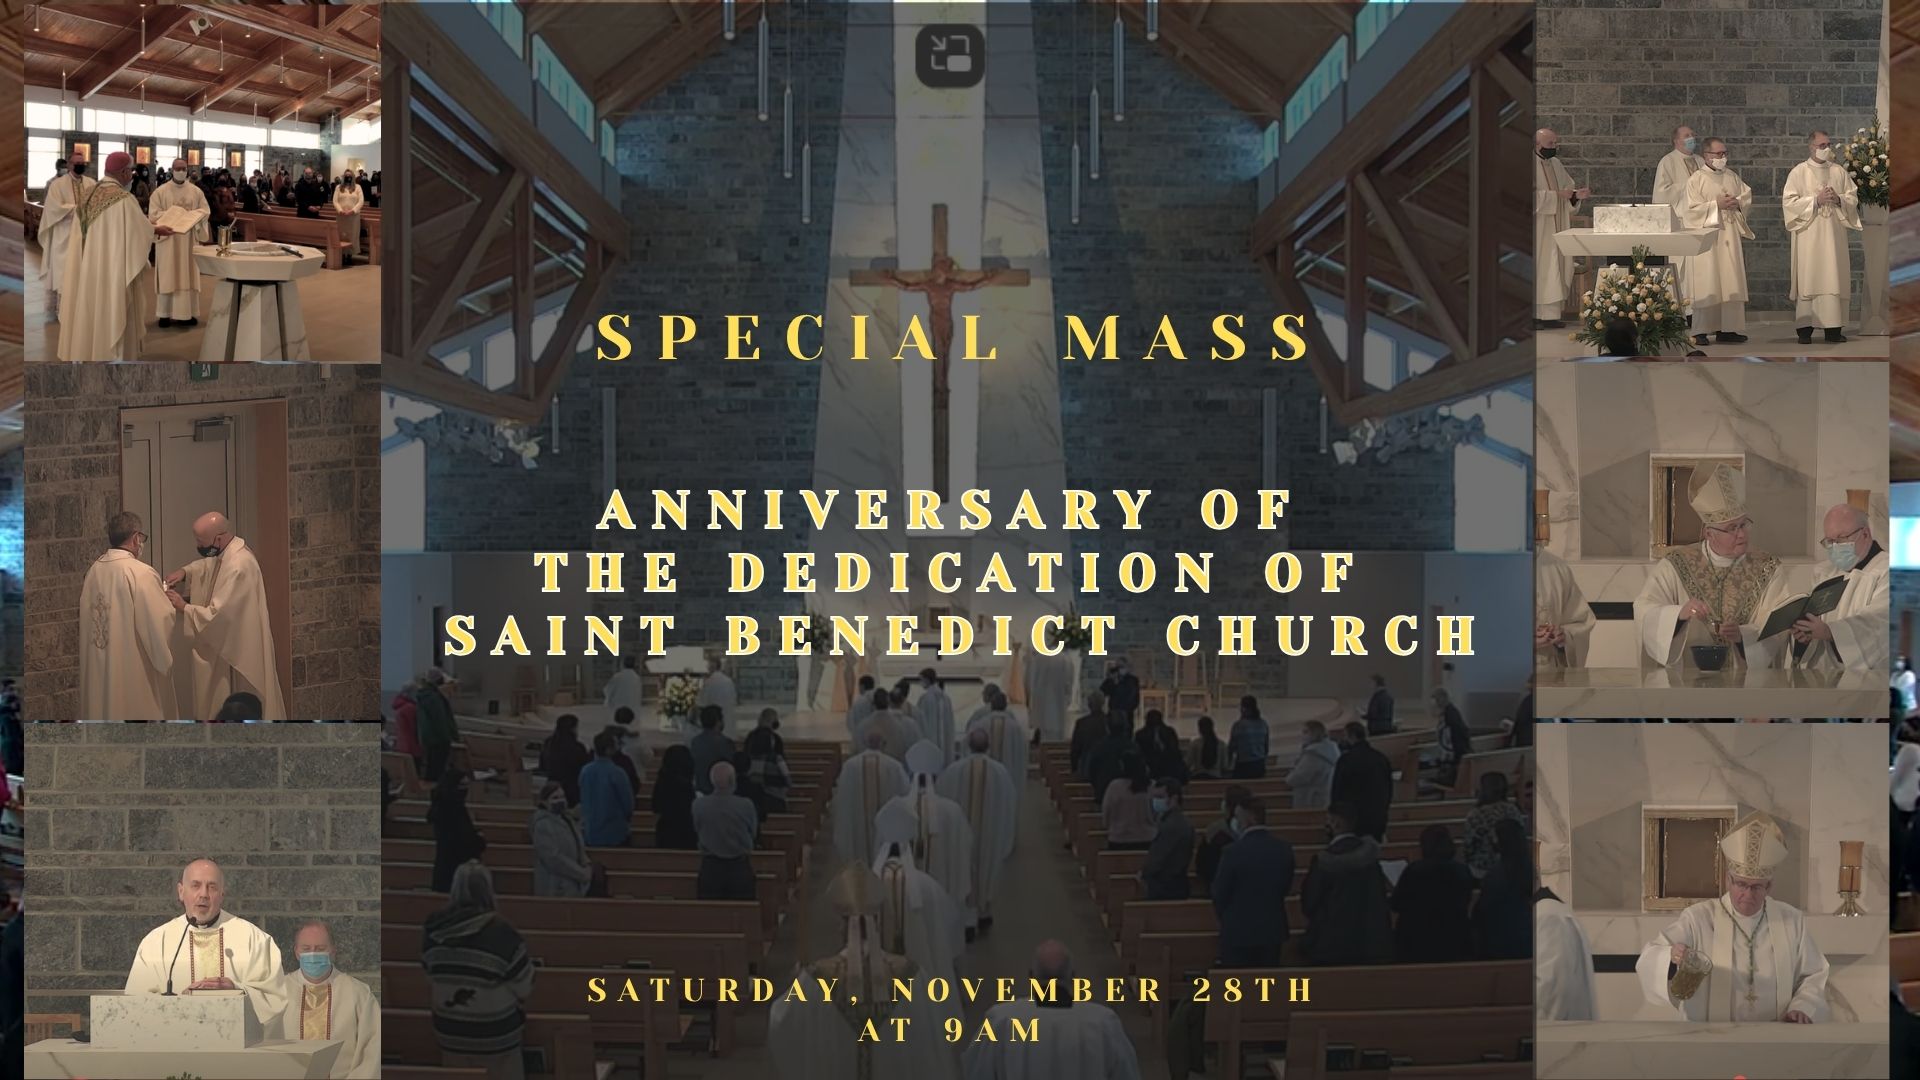 SPECIAL MASS
ANNIVERSARY OF
THE DEDICATION OF
SAINT BENEDICT CHURCH
SATURDAY, NOVEMBER 28TH
AT 9AM